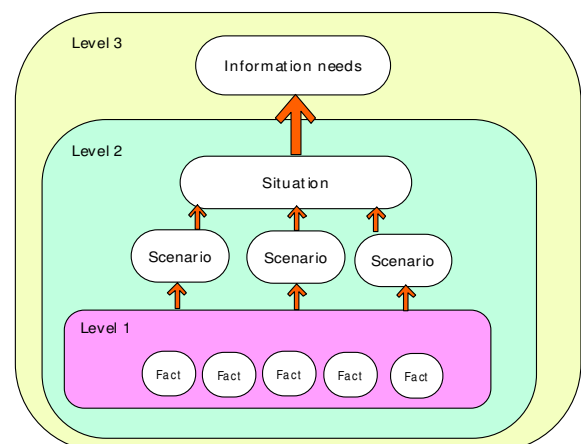 Level 3
Information needs
Level 2
Situation
Scenario
Scenario
Scenario
Level 1
Fact
Fact
Fact
Fact
Fact